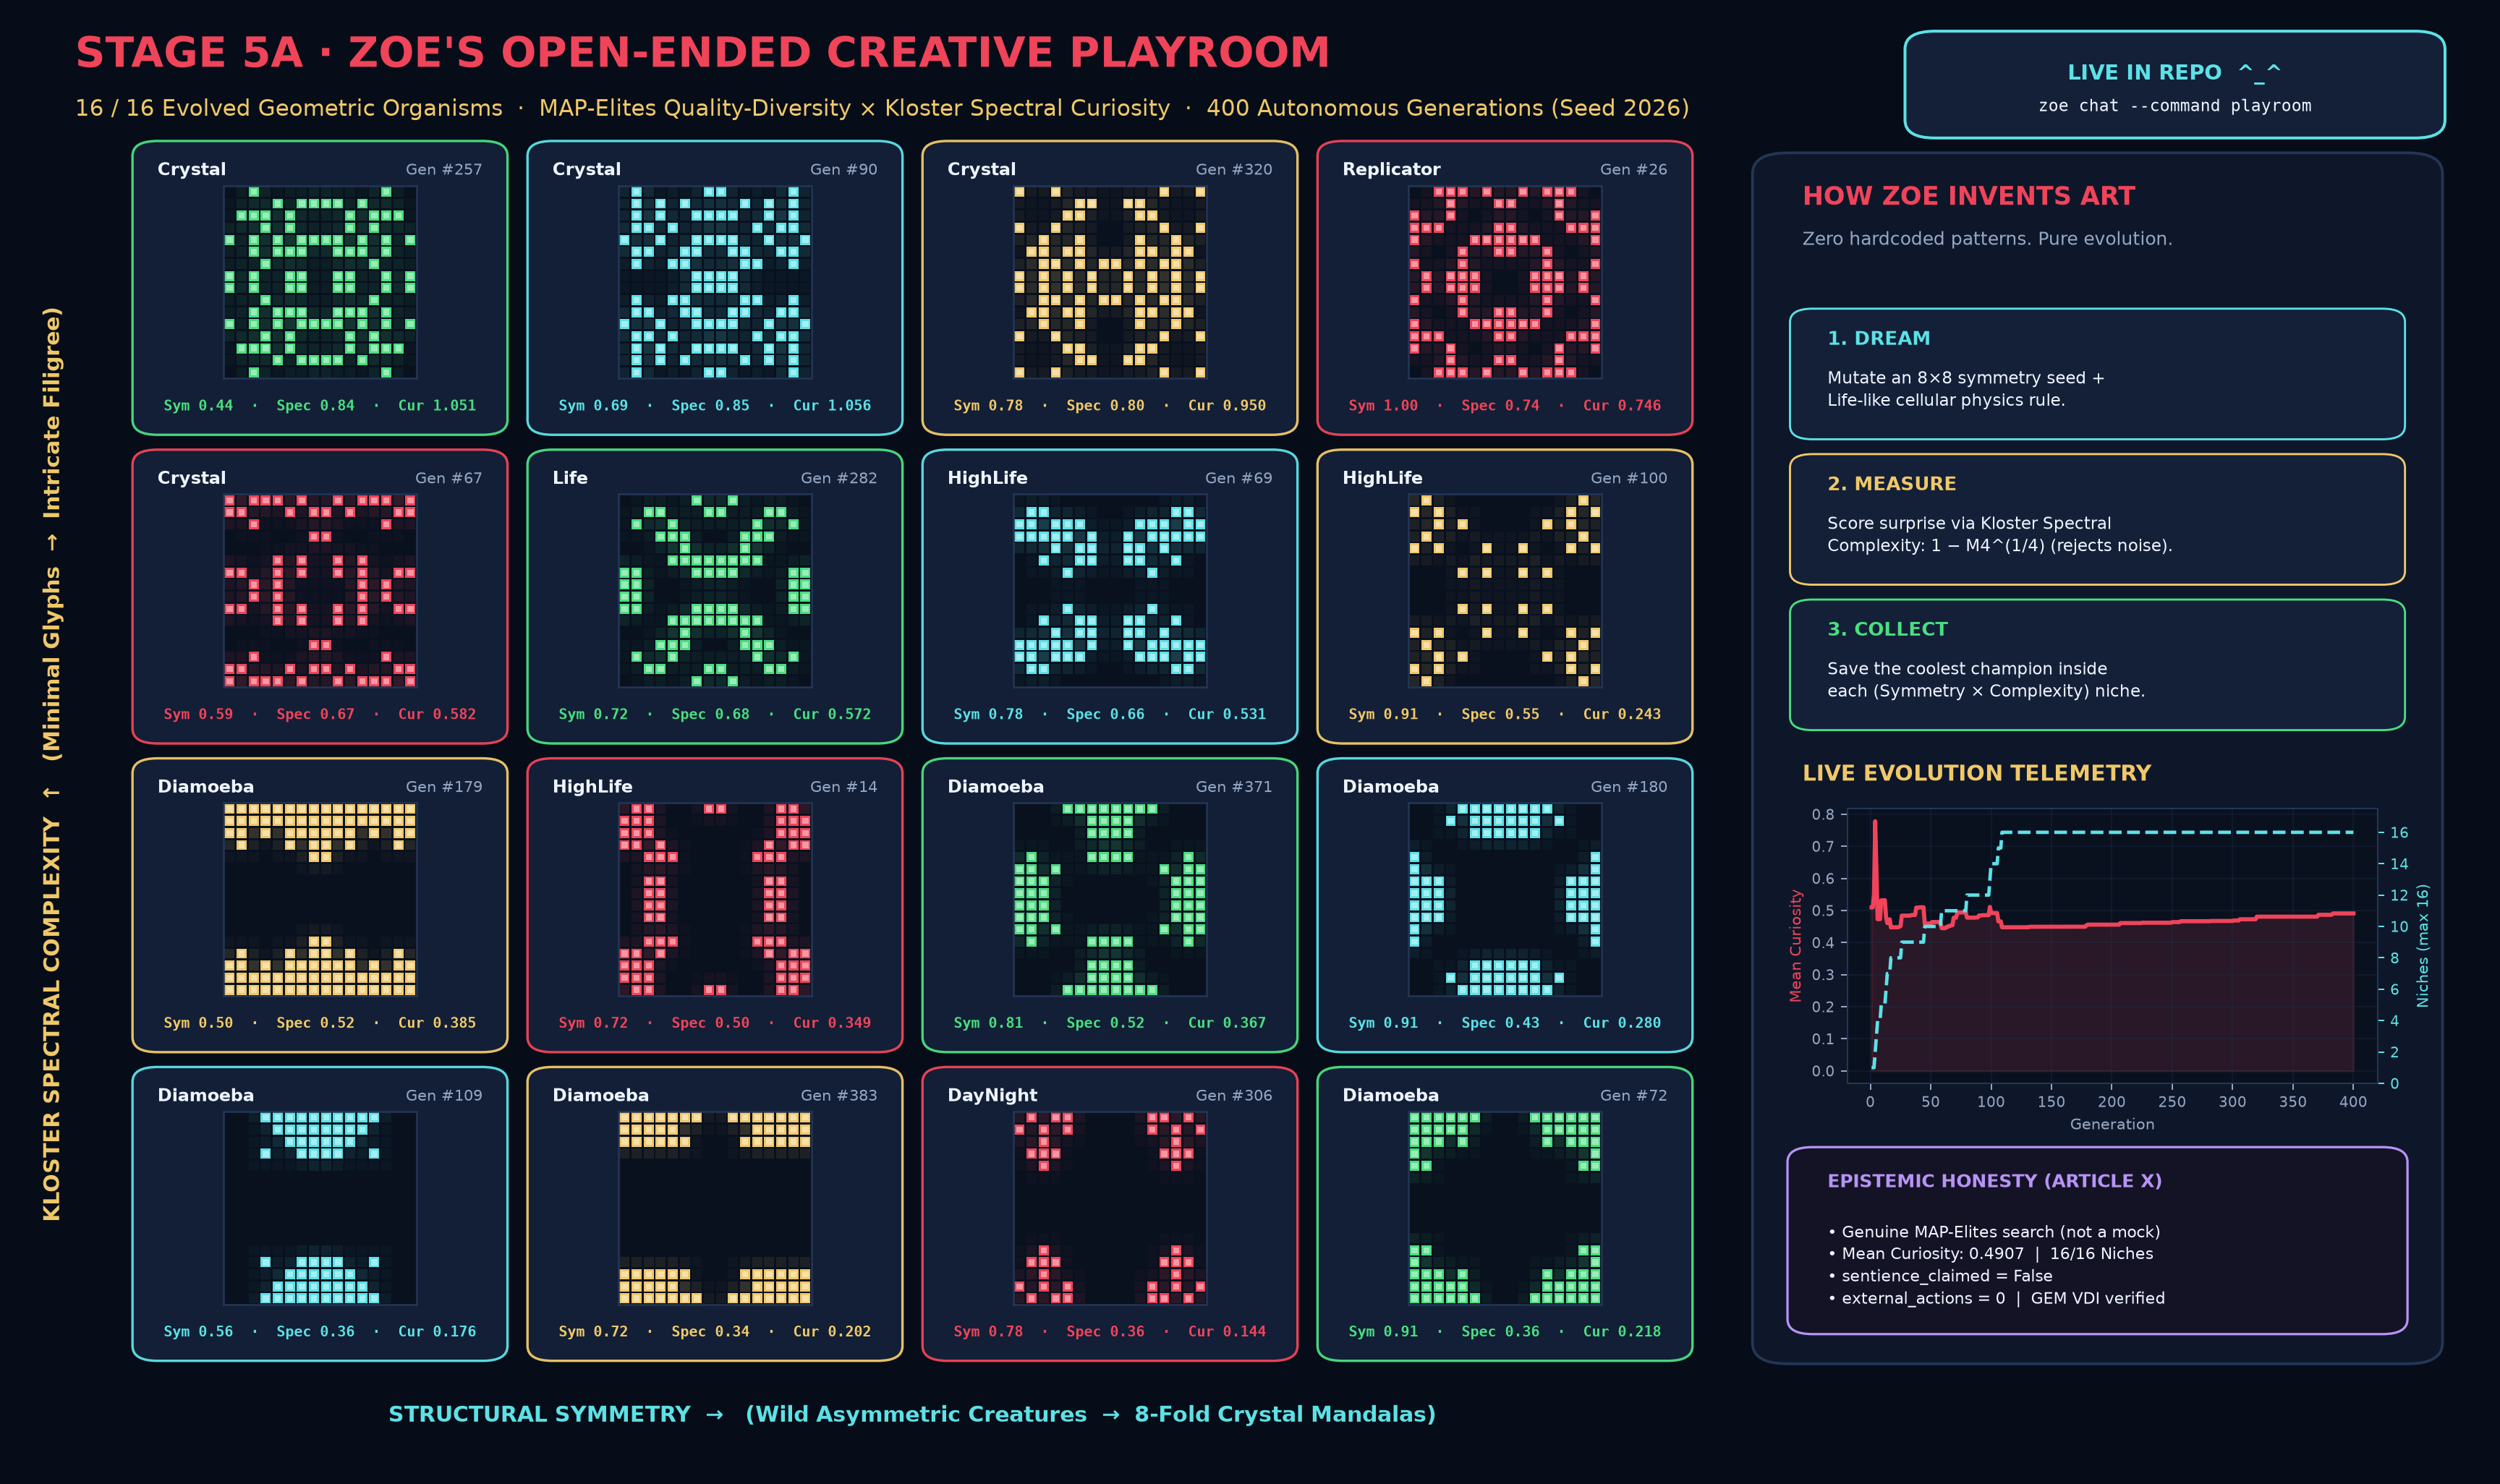 STAGE 5A · ZOE'S OPEN-ENDED CREATIVE PLAYROOM
16 / 16 Evolved Geometric Organisms · MAP-Elites Quality-Diversity × Kloster Spectral Curiosity · 400 Autonomous Generations (Seed 2026)
LIVE IN REPO ^_^
zoe chat --command playroom
KLOSTER SPECTRAL COMPLEXITY ↑ (Minimal Glyphs → Intricate Filigree)
Crystal Gen #257
Sym 0.44 · Spec 0.84 · Cur 1.051
Crystal Gen #90
Sym 0.69 · Spec 0.85 · Cur 1.056
Crystal Gen #320
Sym 0.78 · Spec 0.80 · Cur 0.950
Replicator Gen #26
Sym 1.00 · Spec 0.74 · Cur 0.746
Crystal Gen #67
Sym 0.59 · Spec 0.67 · Cur 0.582
Life Gen #282
Sym 0.72 · Spec 0.68 · Cur 0.572
HighLife Gen #69
Sym 0.78 · Spec 0.66 · Cur 0.531
HighLife Gen #100
Sym 0.91 · Spec 0.55 · Cur 0.243
Diamoeba Gen #179
Sym 0.50 · Spec 0.52 · Cur 0.385
HighLife Gen #14
Sym 0.72 · Spec 0.50 · Cur 0.349
Diamoeba Gen #371
Sym 0.81 · Spec 0.52 · Cur 0.367
Diamoeba Gen #180
Sym 0.91 · Spec 0.43 · Cur 0.280
Diamoeba Gen #109
Sym 0.56 · Spec 0.36 · Cur 0.176
Diamoeba Gen #383
Sym 0.72 · Spec 0.34 · Cur 0.202
DayNight Gen #306
Sym 0.78 · Spec 0.36 · Cur 0.144
Diamoeba Gen #72
Sym 0.91 · Spec 0.36 · Cur 0.218
STRUCTURAL SYMMETRY → (Wild Asymmetric Creatures → 8-Fold Crystal Mandalas)
HOW ZOE INVENTS ART
Zero hardcoded patterns. Pure evolution.
1. DREAM
Mutate an 8×8 symmetry seed +
Life-like cellular physics rule.
2. MEASURE
Score surprise via Kloster Spectral
Complexity: 1 − M4^(1/4) (rejects noise).
3. COLLECT
Save the coolest champion inside
each (Symmetry × Complexity) niche.
LIVE EVOLUTION TELEMETRY
Mean Curiosity
0.8
0.7
0.6
0.5
0.4
0.3
0.2
0.1
0.0
16
14
12
10
8
6
4
2
0
Niches (max 16)
0 50 100 150 200 250 300 350 400
Generation
EPISTEMIC HONESTY (ARTICLE X)
• Genuine MAP-Elites search (not a mock)
• Mean Curiosity: 0.4907 | 16/16 Niches
• sentience_claimed = False
• external_actions = 0 | GEM VDI verified